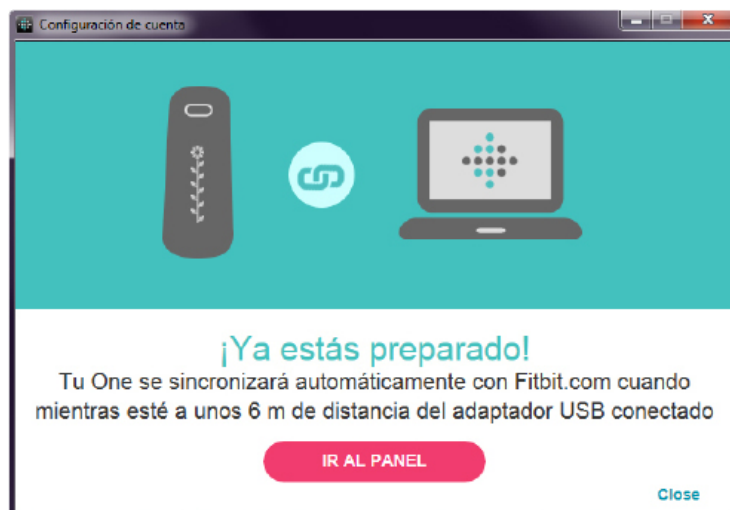 Configuración de cuenta
¡Ya estás preparado!
Tu One se sincronizará automáticamente con Fitbit.com cuando
mientras esté a unos 6 m de distancia del adaptador USB conectado
IR AL PANEL
Close